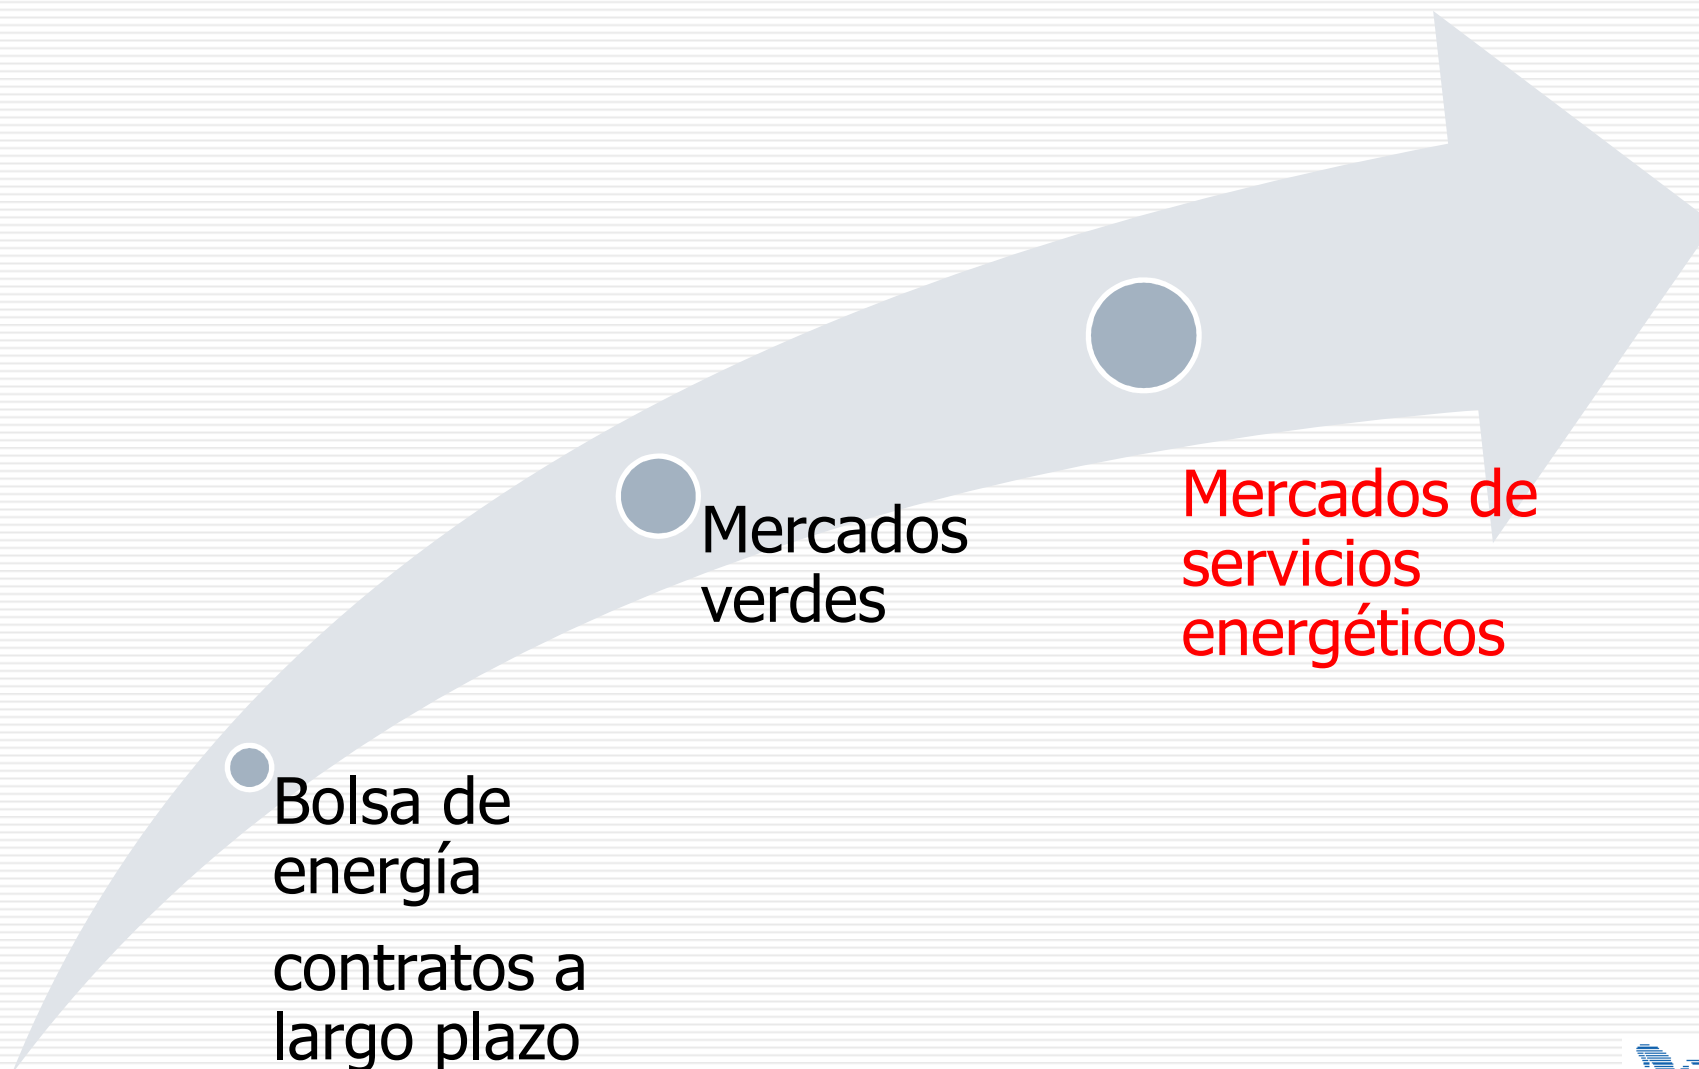 Mercados de
servicios
energéticos
Mercados
verdes
Bolsa de
energía
contratos a
largo plazo